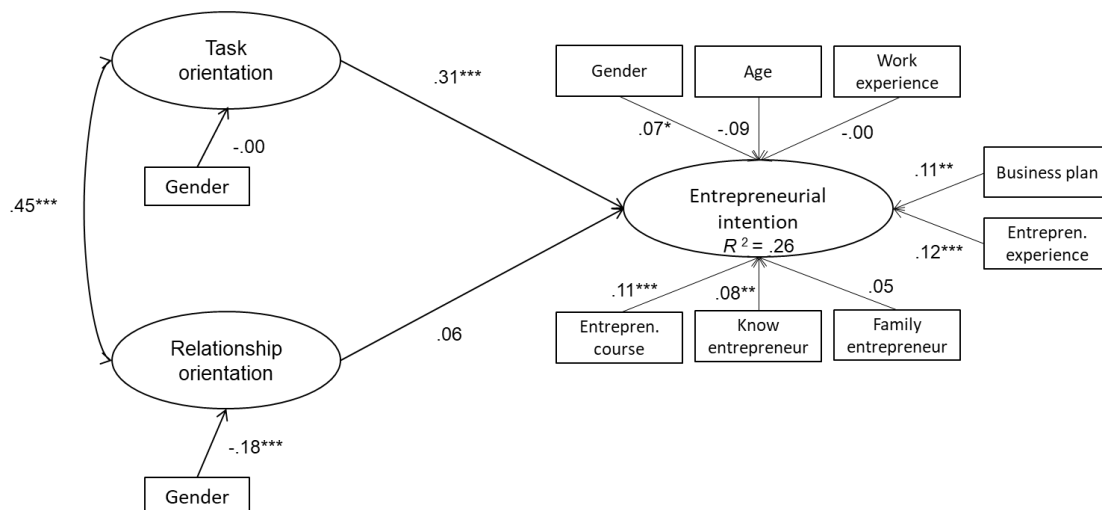 Task
orientation
.31***
Gender
Age
Work
experience
.07*
-.09
-.00
-.00
Gender
.45***
Entrepreneurial
intention
R 2 = .26
.11**
Business plan
.12***
Entrepren.
experience
.11***
.08**
.05
Entrepren.
course
Know
entrepreneur
Family
entrepreneur
.06
Relationship
orientation
-.18***
Gender